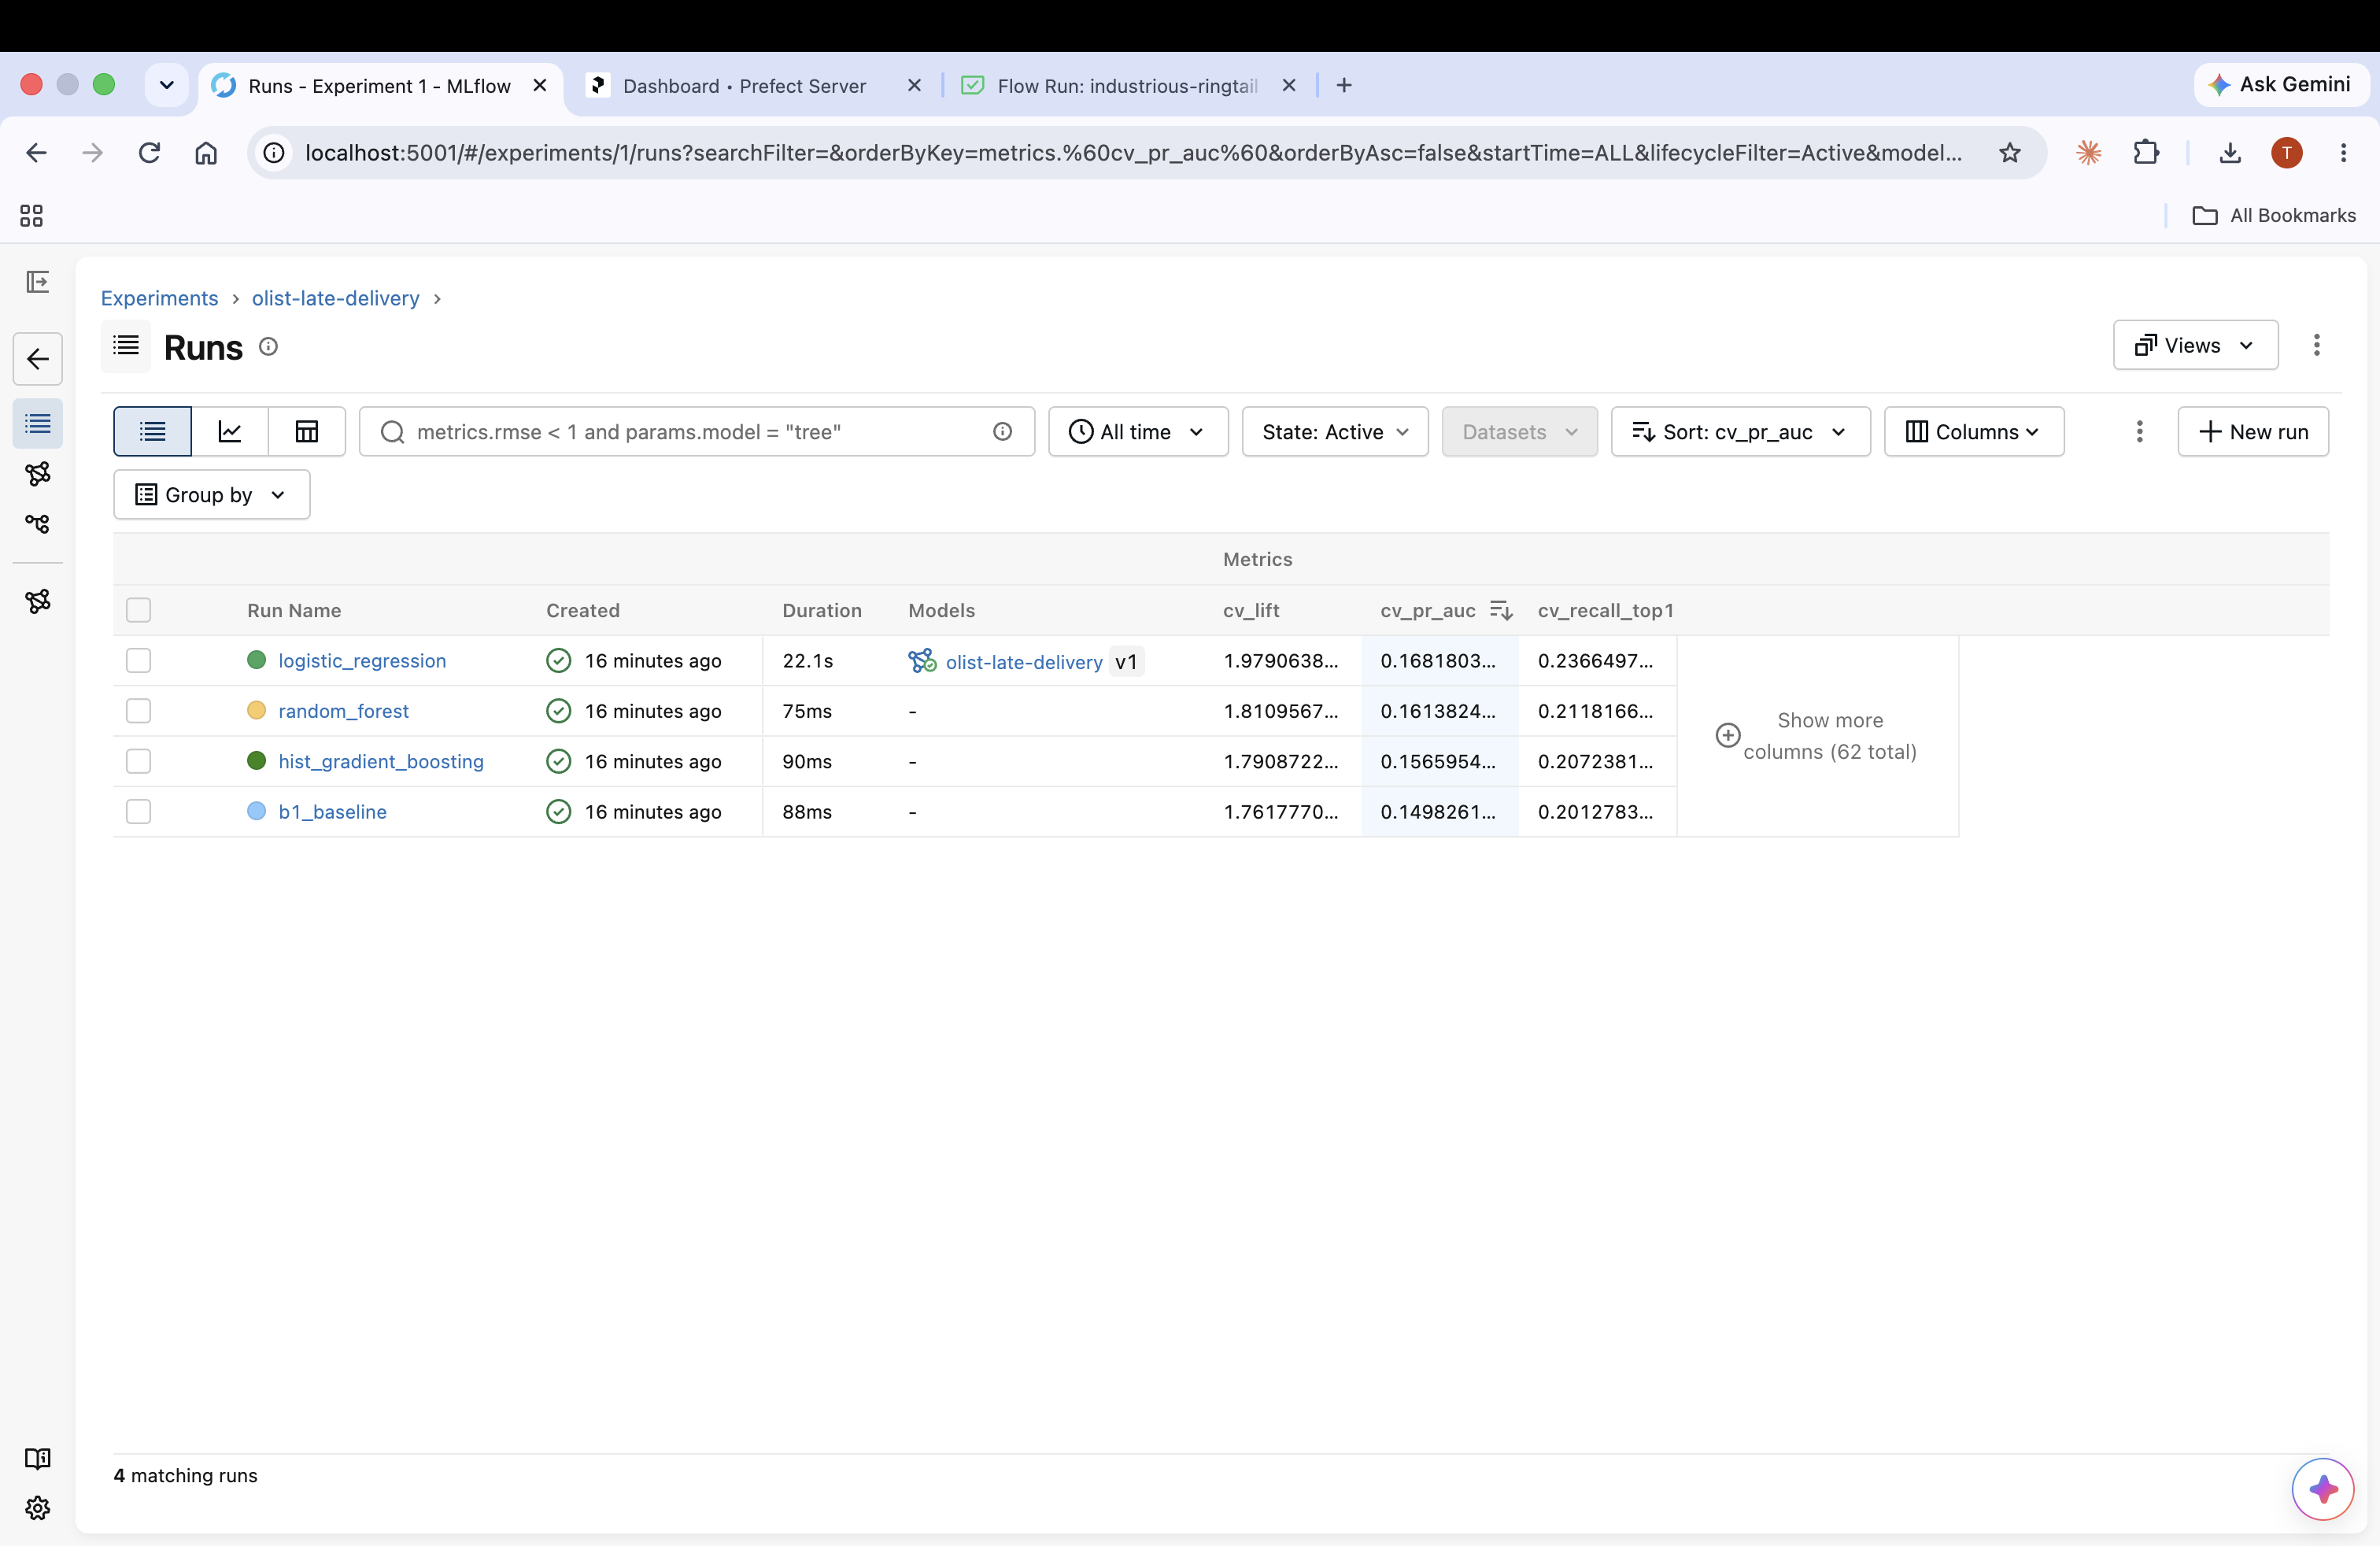 Runs - Experiment 1 - MLflow
Dashboard • Prefect Server
Flow Run: industrious-ringtail
Ask Gemini
localhost:5001/#/experiments/1/runs?searchFilter=&orderByKey=metrics.%60cv_pr_auc%60&orderByAsc=false&startTime=ALL&lifecycleFilter=Active&model...
T
All Bookmarks
Experiments > olist-late-delivery >
Runs
Views
metrics.rmse < 1 and params.model = "tree"
All time
State: Active
Datasets
Sort: cv_pr_auc
Columns
New run
Group by
Metrics
Run Name Created Duration Models cv_lift cv_pr_auc cv_recall_top1
logistic_regression 16 minutes ago 22.1s olist-late-delivery v1 1.9790638... 0.1681803... 0.2366497...
random_forest 16 minutes ago 75ms - 1.8109567... 0.1613824... 0.2118166...
hist_gradient_boosting 16 minutes ago 90ms - 1.7908722... 0.1565954... 0.2072381...
b1_baseline 16 minutes ago 88ms - 1.7617770... 0.1498261... 0.2012783...
Show more
columns (62 total)
4 matching runs